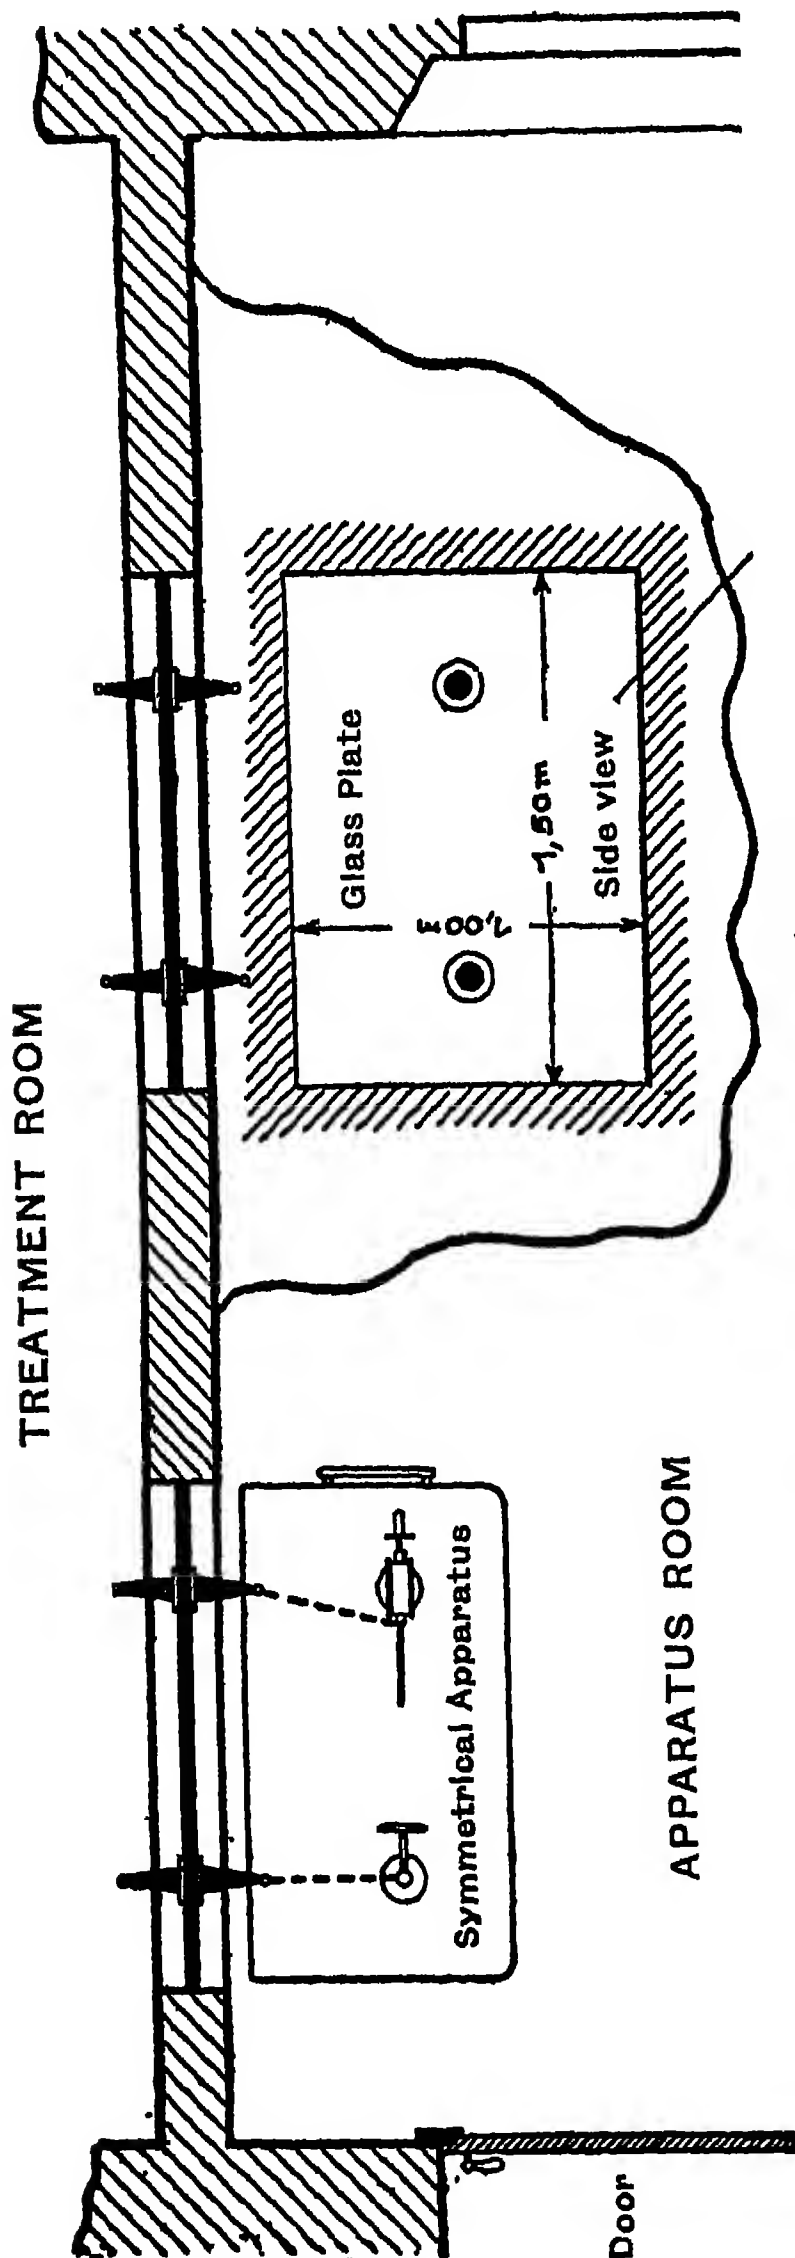 TREATMENT ROOM
Glass Plate
1,00m
1,50m
Side view
Symmetrical Apparatus
APPARATUS ROOM
Door